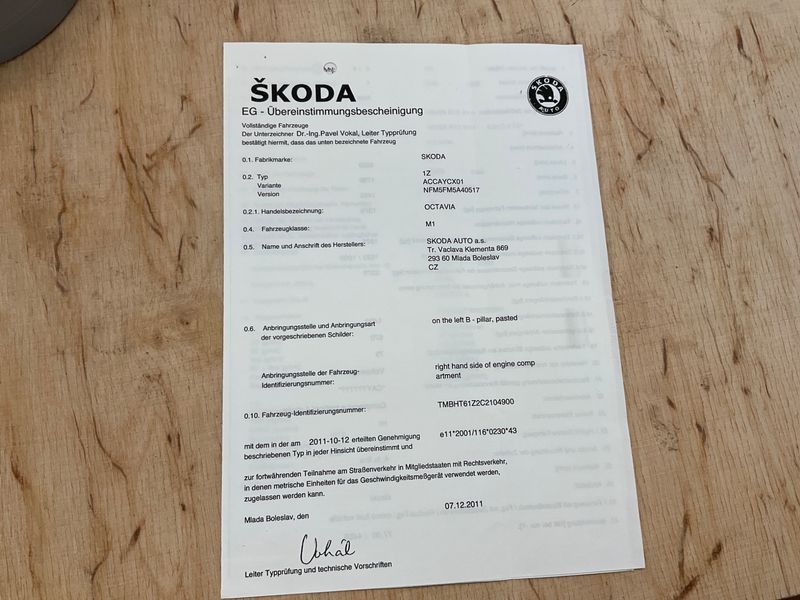 ŠKODA
ŠKODA
AUTO
EG - Übereinstimmungsbescheinigung
Vollständige Fahrzeuge
Der Unterzeichner Dr.-Ing.Pavel Vokal, Leiter Typprüfung
bestätigt hiermit, dass das unten bezeichnete Fahrzeug
0.1. Fabrikmarke: SKODA
0.2. Typ 1Z
Variante ACCAYCX01
Version NFM5FM5A40517
0.2.1. Handelsbezeichnung: OCTAVIA
0.4. Fahrzeugklasse: M1
0.5. Name und Anschrift des Herstellers: SKODA AUTO a.s.
Tr. Vaclava Klementa 869
293 60 Mlada Boleslav
CZ
0.6. Anbringungsstelle und Anbringungsart on the left B - pillar, pasted
der vorgeschriebenen Schilder:
Anbringungsstelle der Fahrzeug- right hand side of engine comp
Identifizierungsnummer: artment
0.10. Fahrzeug-Identifizierungsnummer: TMBHT61Z2C2104900
mit dem in der am 2011-10-12 erteilten Genehmigung e11*2001/116*0230*43
beschriebenen Typ in jeder Hinsicht übereinstimmt und
zur fortwährenden Teilnahme am Straßenverkehr in Mitgliedstaaten mit Rechtsverkehr,
in denen metrische Einheiten für das Geschwindigkeitsmeßgerät verwendet werden,
zugelassen werden kann.
Mlada Boleslav, den 07.12.2011
Vokál
Leiter Typprüfung und technische Vorschriften